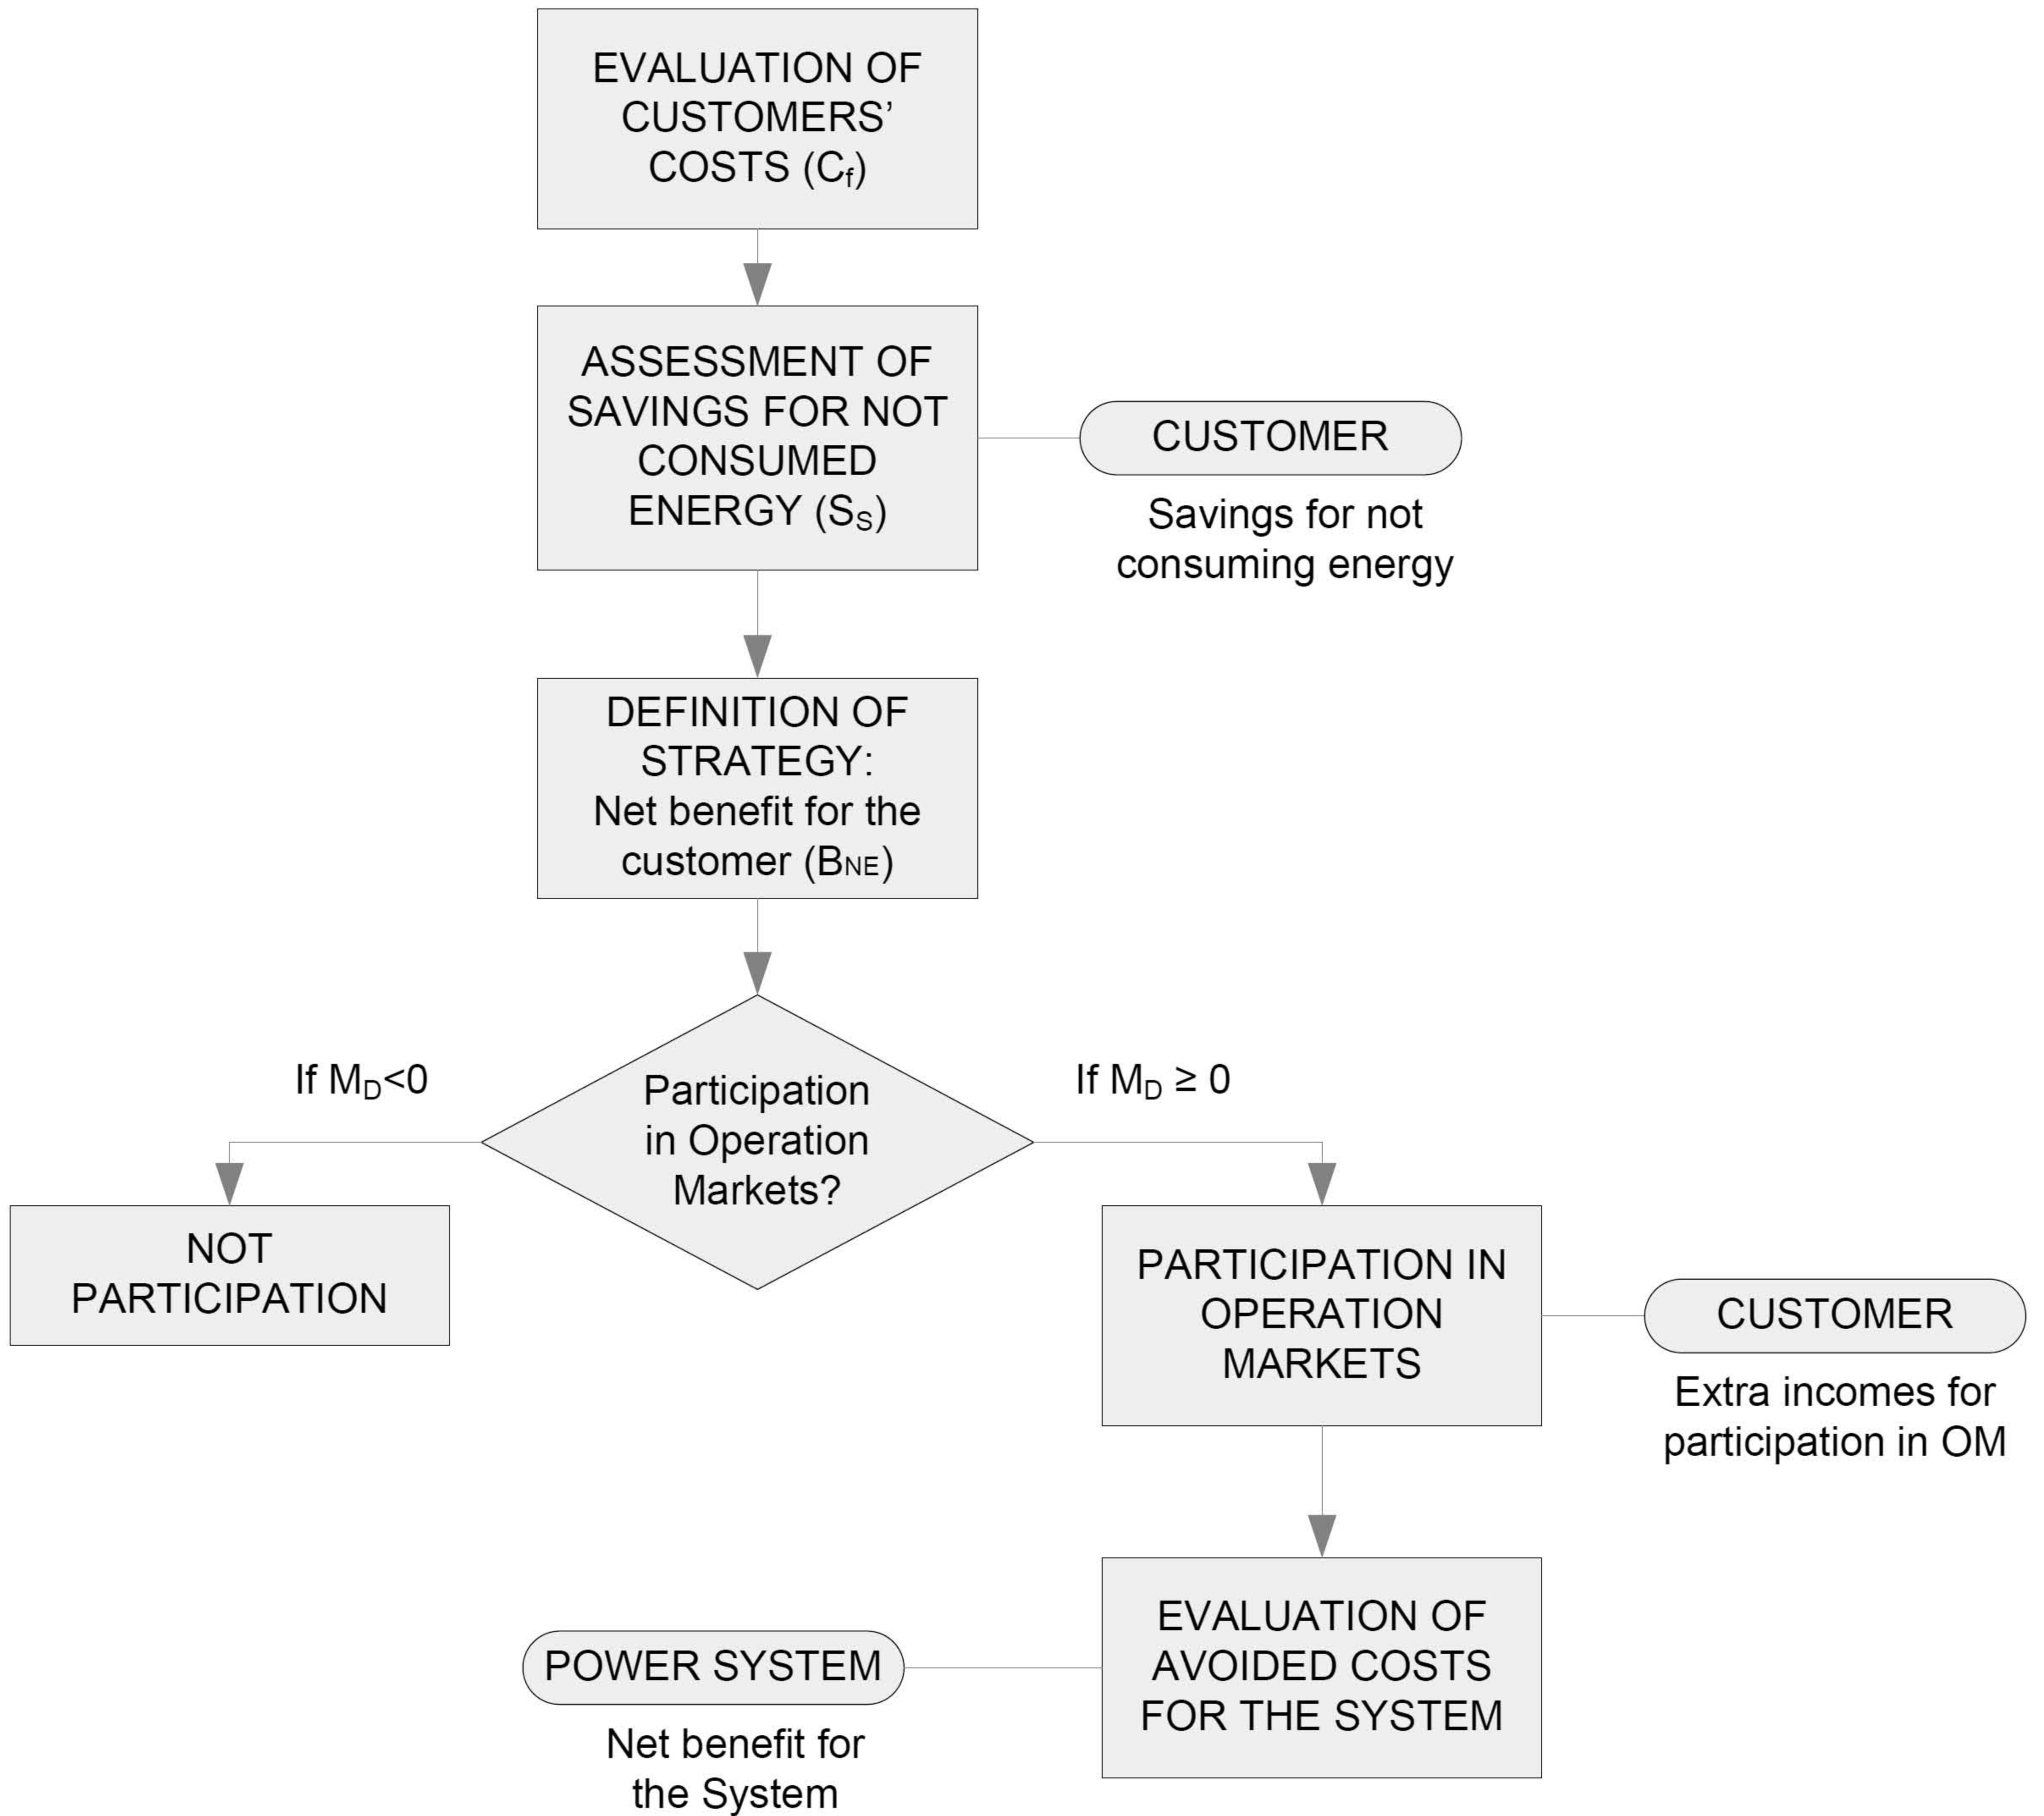 EVALUATION OF
CUSTOMERS’
COSTS (Cf)
ASSESSMENT OF
SAVINGS FOR NOT
CONSUMED
ENERGY (SS)
CUSTOMER
Savings for not
consuming energy
DEFINITION OF
STRATEGY:
Net benefit for the
customer (BNE)
If MD<0
Participation
in Operation
Markets?
If MD ≥ 0
NOT
PARTICIPATION
PARTICIPATION IN
OPERATION
MARKETS
CUSTOMER
Extra incomes for
participation in OM
EVALUATION OF
AVOIDED COSTS
FOR THE SYSTEM
POWER SYSTEM
Net benefit for
the System